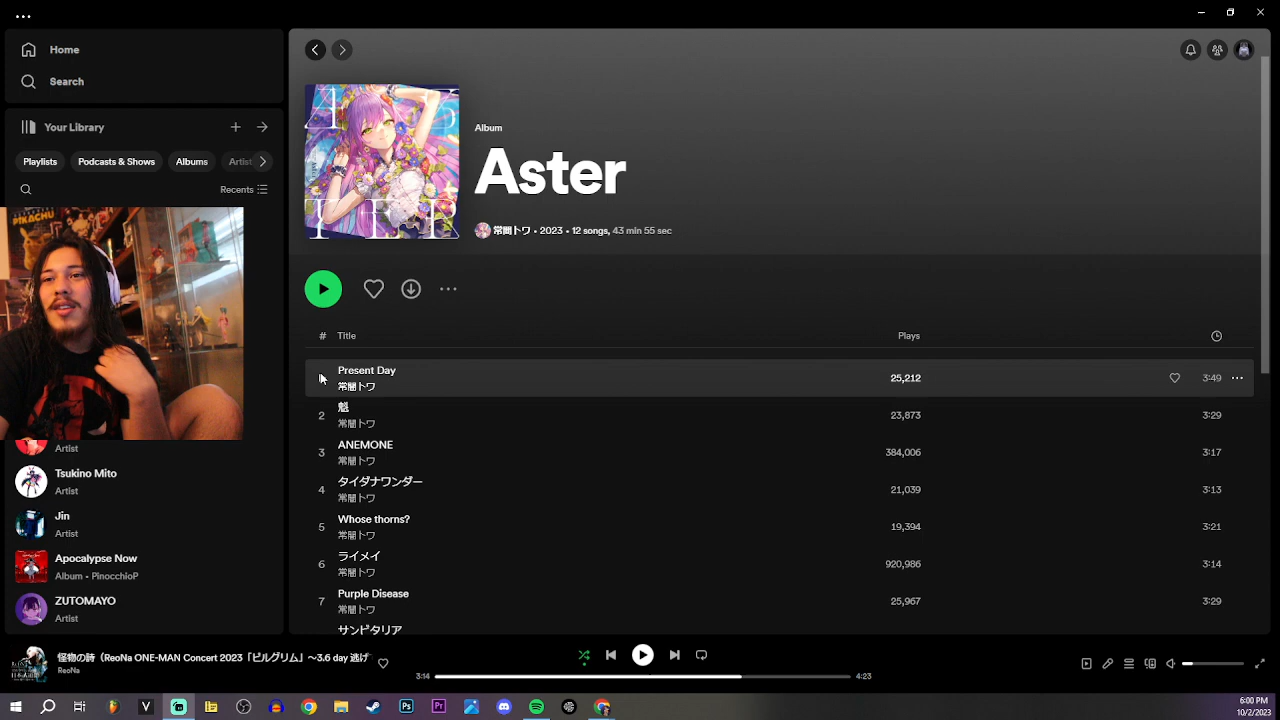 Home
Search
Your Library
Playlists
Podcasts & Shows
Albums
Artist
Recents
PIKACHU
Artist
Tsukino Mito
Artist
Jin
Artist
Apocalypse Now
Album • PinocchioP
ZUTOMAYO
Artist
Album
Aster
常闇トワ • 2023 • 12 songs, 43 min 55 sec
# Title Plays
Present Day
常闇トワ
25,212 3:49
2 魁
常闇トワ
23,873 3:29
3 ANEMONE
常闇トワ
384,006 3:17
4 タイダナワンダー
常闇トワ
21,039 3:13
5 Whose thorns?
常闇トワ
19,394 3:21
6 ライメイ
常闇トワ
920,986 3:14
7 Purple Disease
常闇トワ
25,967 3:29
サンビタリア
怪物の詩（ReoNa ONE-MAN Concert 2023「ピルグリム」～3.6 day 逃げ
ReoNa
3:14 4:23
6:00 PM
10/2/2023